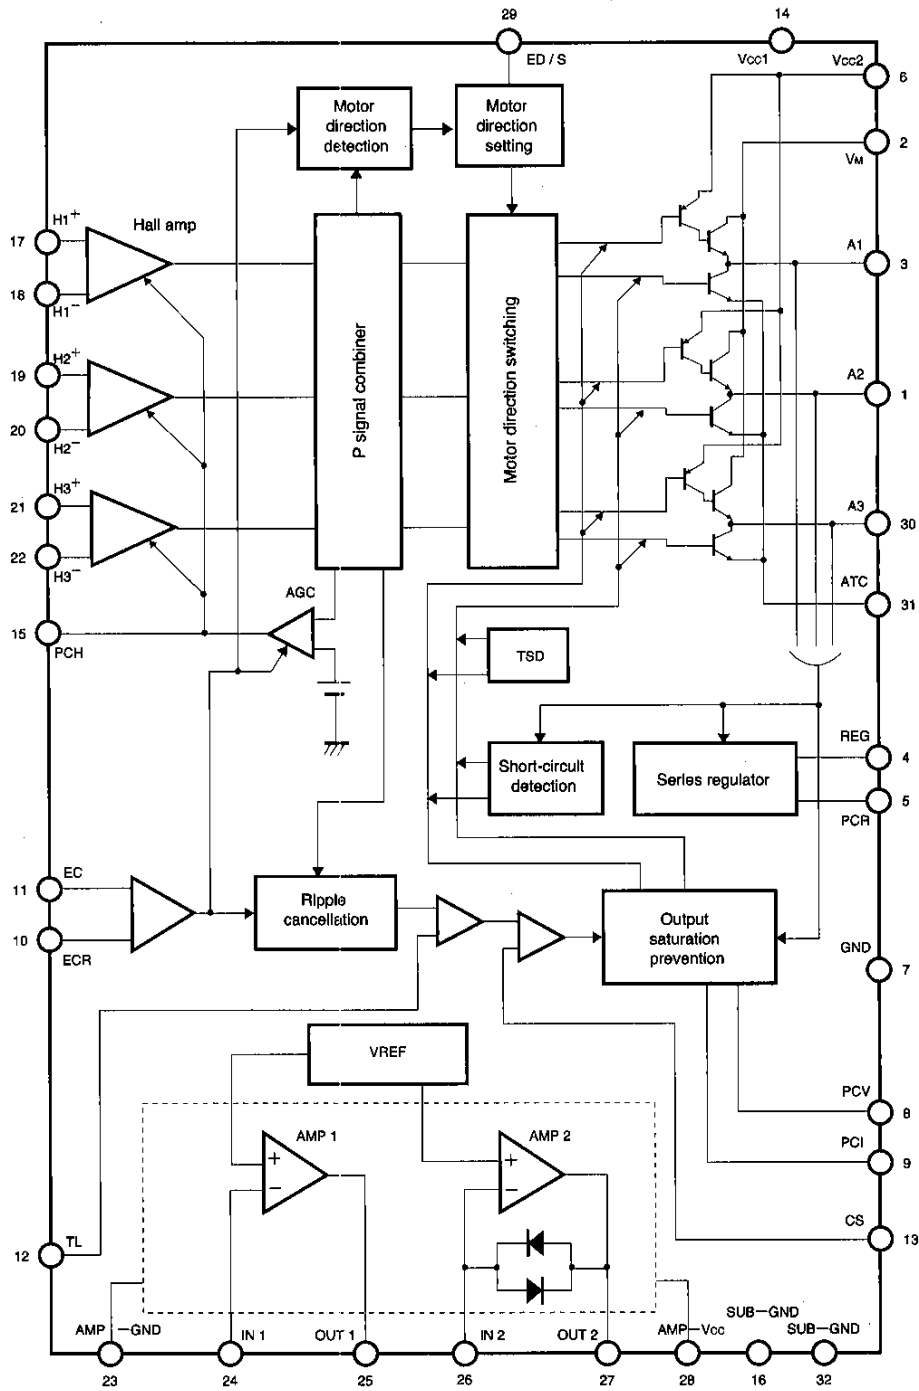 29
14
ED / S
VCC1
VCC2
6
Motor
direction
detection
Motor
direction
setting
2
VM
H1+
Hall amp
17
A1
3
18
H1−
P signal combiner
Motor direction switching
H2+
19
A2
1
20
H2−
H3+
21
A3
30
22
H3−
ATC
31
AGC
15
PCH
TSD
REG
4
Short-circuit
detection
Series regulator
5
PCR
EC
11
Ripple
cancellation
Output
saturation
prevention
10
ECR
GND
7
VREF
PCV
8
AMP 1
AMP 2
+
−
+
−
PCI
9
CS
13
TL
12
SUB−GND
AMP −GND
IN 1
OUT 1
IN 2
OUT 2
AMP−VCC
SUB−GND
23
24
25
26
27
28
16
32